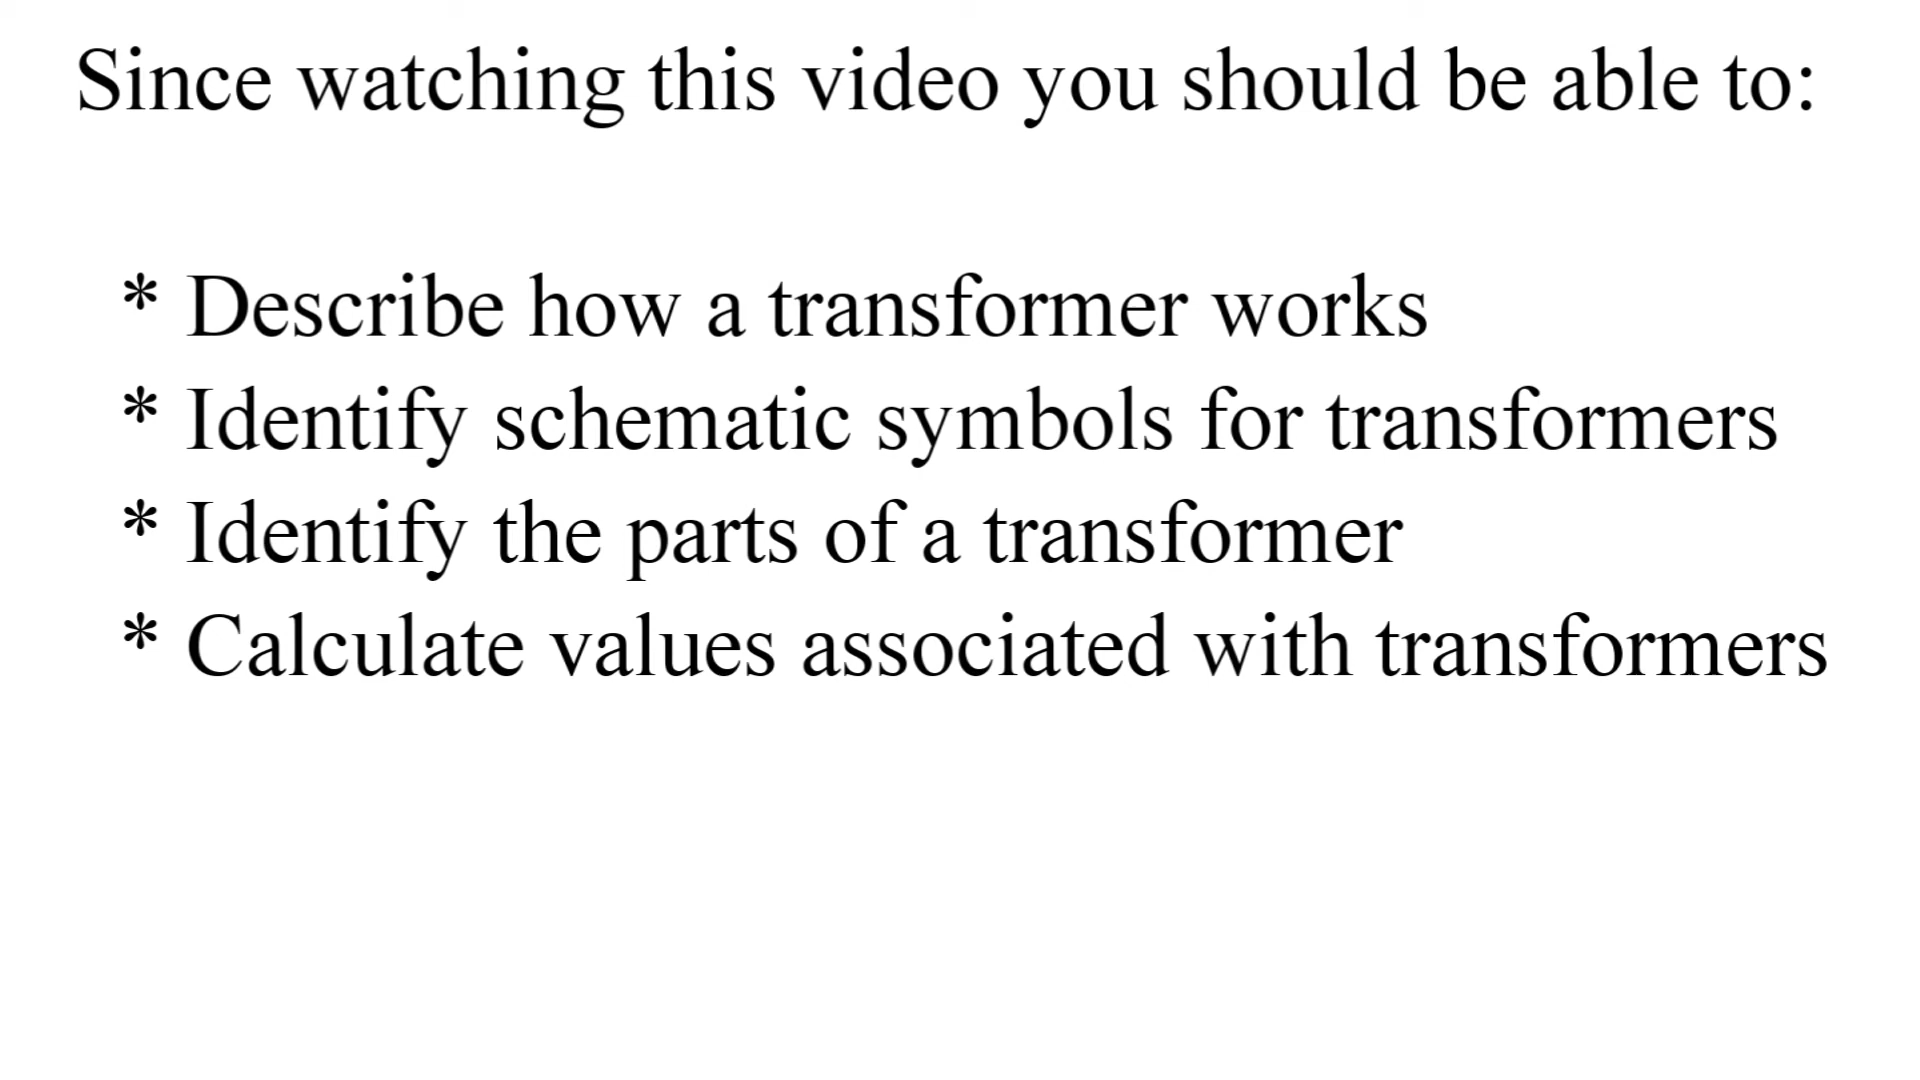 Since watching this video you should be able to:
* Describe how a transformer works
* Identify schematic symbols for transformers
* Identify the parts of a transformer
* Calculate values associated with transformers